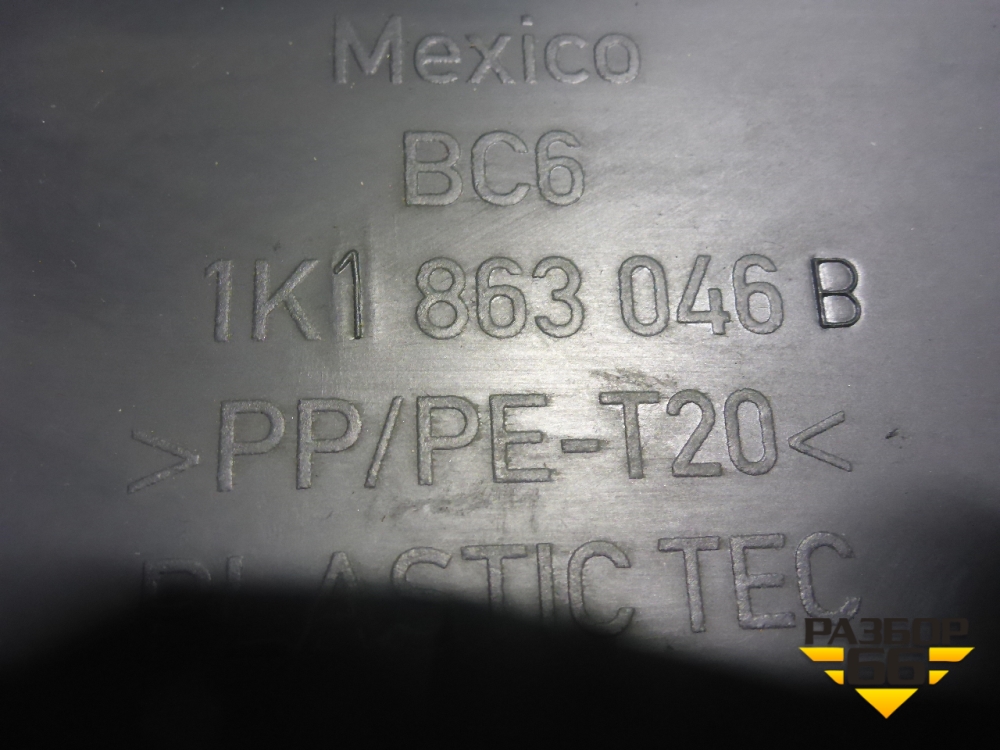 Mexico
BC6
1K1 863 046 B
>PP/PE-T20<
PLASTIC TEC
РАЗБОР
66